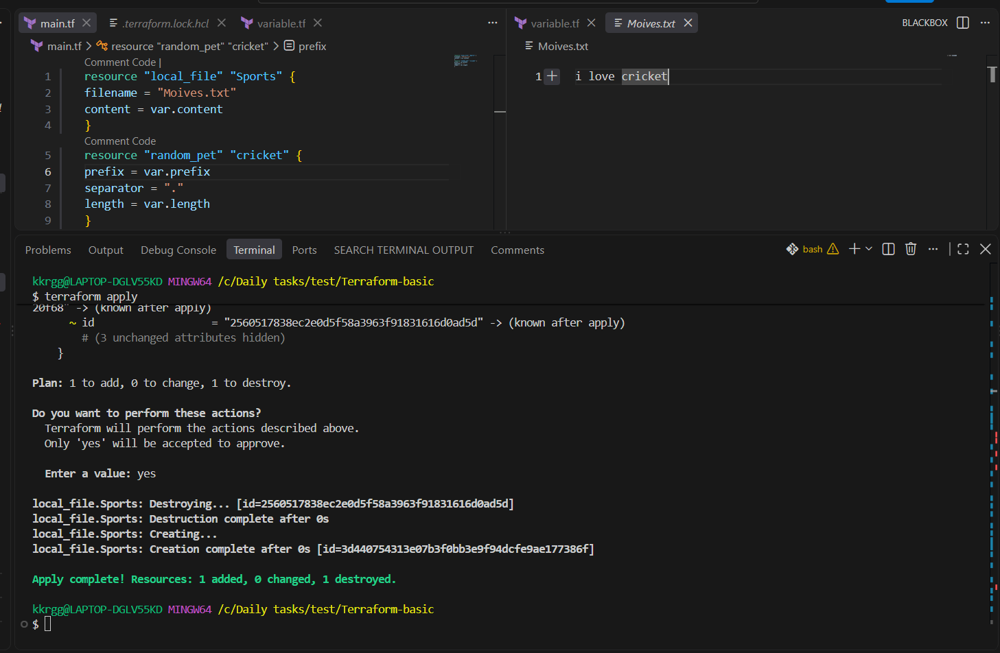 main.tf
.terraform.lock.hcl
variable.tf
main.tf > resource "random_pet" "cricket" > prefix
Comment Code |
1 resource "local_file" "Sports" {
2 filename = "Moives.txt"
3 content = var.content
4 }
Comment Code
5 resource "random_pet" "cricket" {
6 prefix = var.prefix
7 separator = "."
8 length = var.length
9 }
variable.tf
Moives.txt
BLACKBOX
Moives.txt
1 i love cricket
Problems Output Debug Console Terminal Ports SEARCH TERMINAL OUTPUT Comments
bash
kkrgg@LAPTOP-DGLV55KD MINGW64 /c/Daily tasks/test/Terraform-basic
$ terraform apply
20f68" -> (known after apply)
~ id = "2560517838ec2e0d5f58a3963f91831616d0ad5d" -> (known after apply)
# (3 unchanged attributes hidden)
}
Plan: 1 to add, 0 to change, 1 to destroy.
Do you want to perform these actions?
Terraform will perform the actions described above.
Only 'yes' will be accepted to approve.
Enter a value: yes
local_file.Sports: Destroying... [id=2560517838ec2e0d5f58a3963f91831616d0ad5d]
local_file.Sports: Destruction complete after 0s
local_file.Sports: Creating...
local_file.Sports: Creation complete after 0s [id=3d440754313e07b3f0bb3e9f94dcfe9ae177386f]
Apply complete! Resources: 1 added, 0 changed, 1 destroyed.
kkrgg@LAPTOP-DGLV55KD MINGW64 /c/Daily tasks/test/Terraform-basic
$